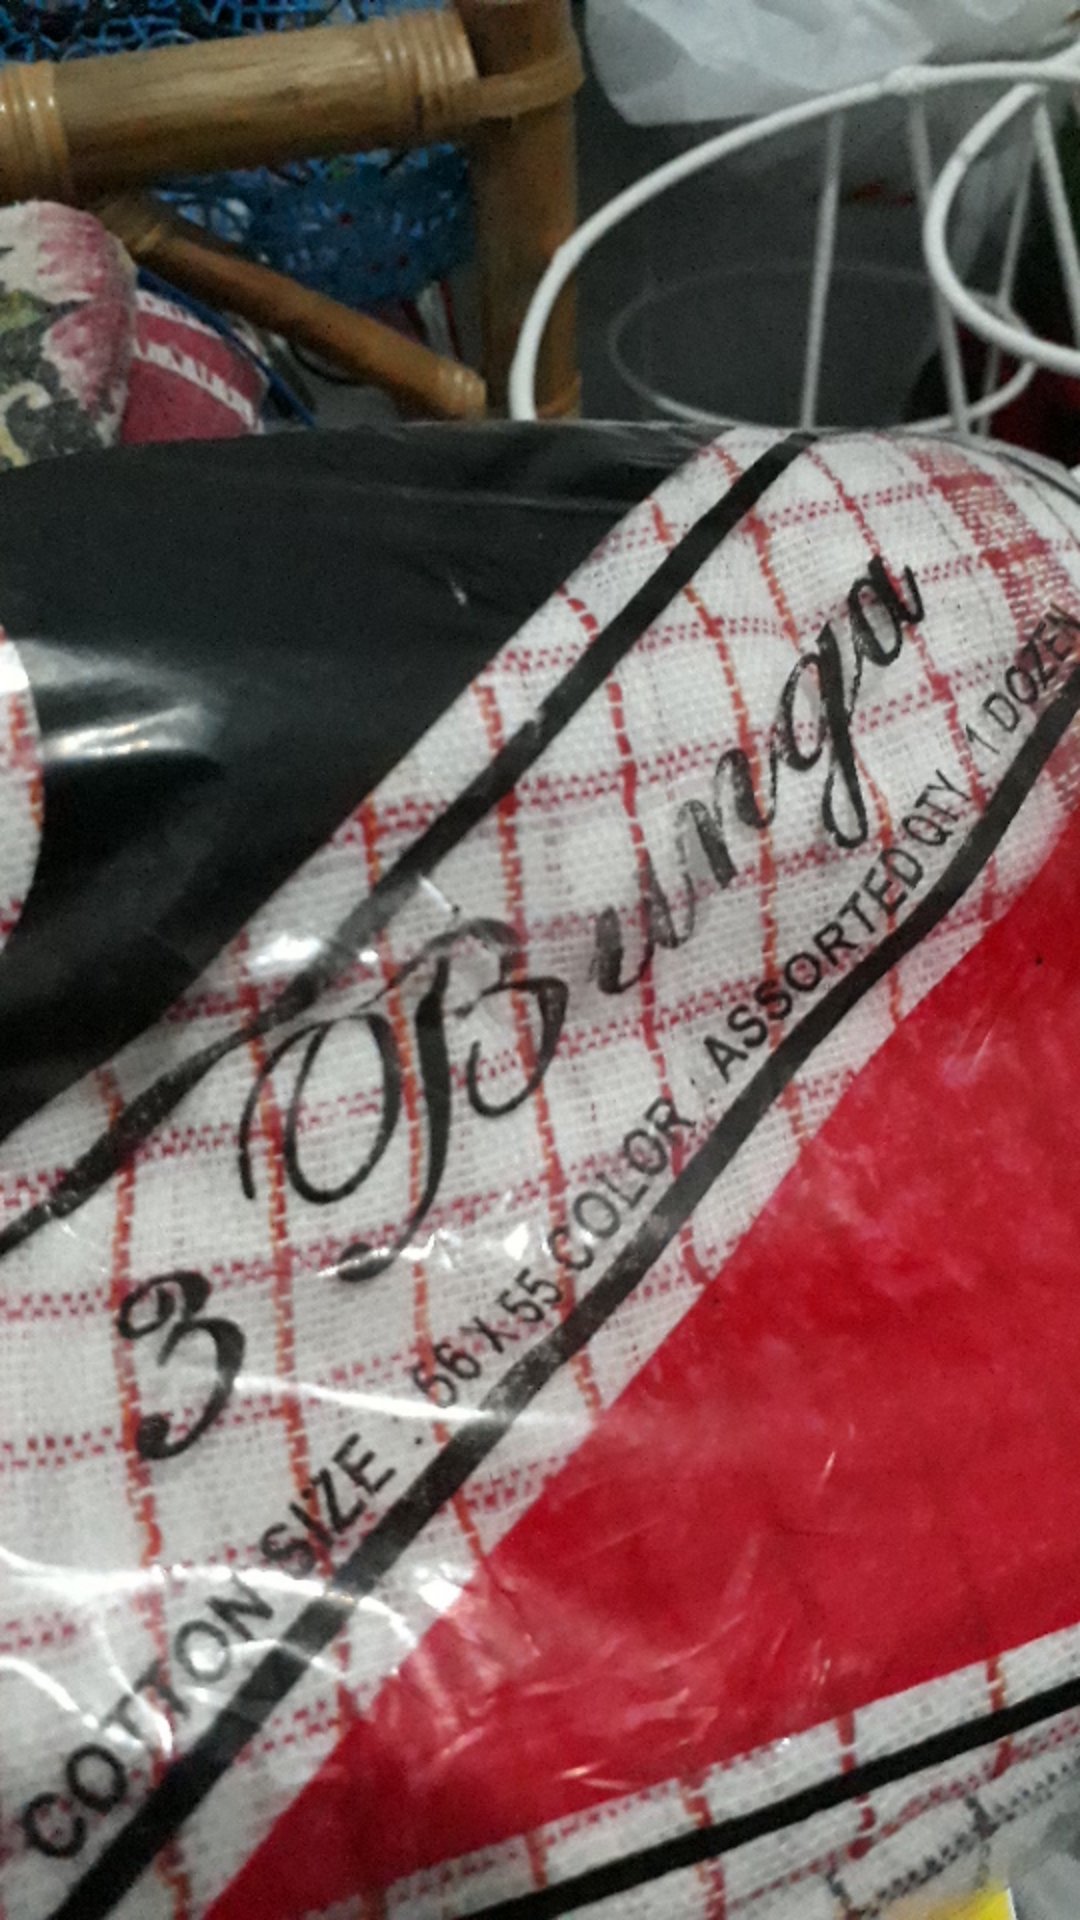 3 Bunga
COTTON SIZE : 56 X 55 COLOR : ASSORTED QTY : 1 DOZEN